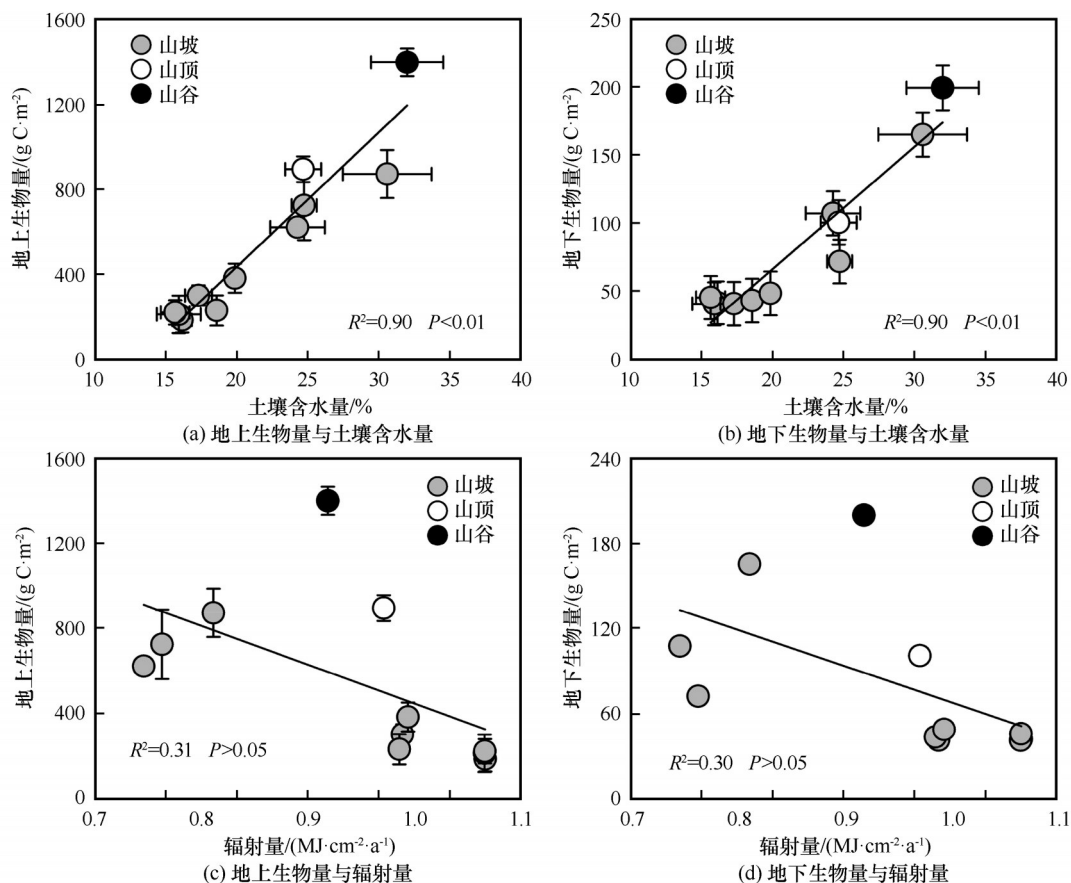 1600
1200
800
400
0
地上生物量/(g C·m⁻²)
山坡
山顶
山谷
R²=0.90 P<0.01
10 15 20 25 30 35 40
土壤含水量/%
(a) 地上生物量与土壤含水量
250
200
150
100
50
0
地下生物量/(g C·m⁻²)
山坡
山顶
山谷
R²=0.90 P<0.01
10 15 20 25 30 35 40
土壤含水量/%
(b) 地下生物量与土壤含水量
1600
1200
800
400
0
地上生物量/(g C·m⁻²)
山坡
山顶
山谷
R²=0.31 P>0.05
0.7 0.8 0.9 1.0 1.1
辐射量/(MJ·cm⁻²·a⁻¹)
(c) 地上生物量与辐射量
240
180
120
60
0
地下生物量/(g C·m⁻²)
山坡
山顶
山谷
R²=0.30 P>0.05
0.7 0.8 0.9 1.0 1.1
辐射量/(MJ·cm⁻²·a⁻¹)
(d) 地下生物量与辐射量